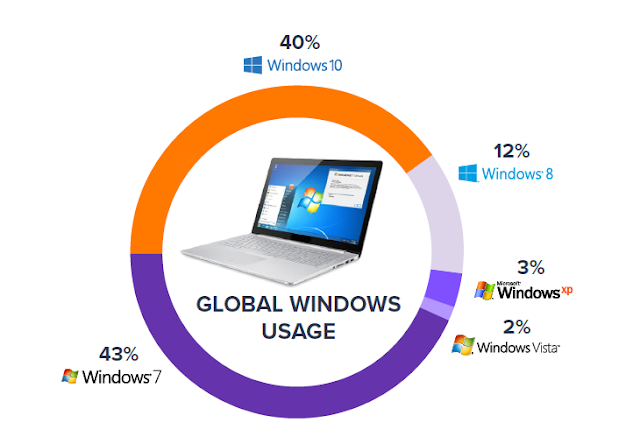 40%
Windows 10
12%
Windows 8
3%
Microsoft
Windows xp
2%
Windows Vista
43%
Windows 7
GLOBAL WINDOWS
USAGE